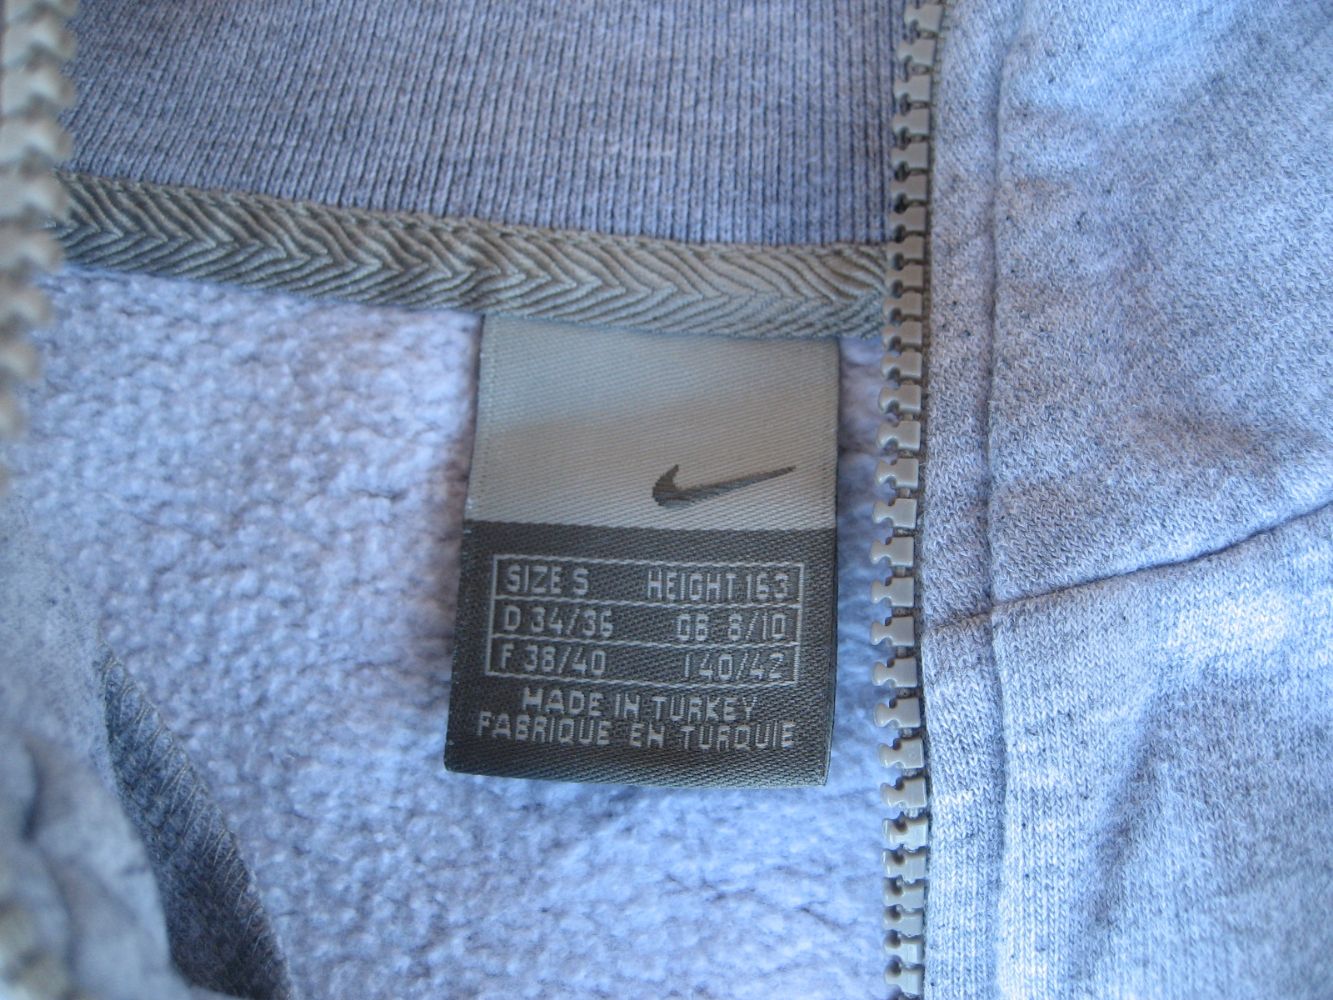 SIZE S HEIGHT 163
D 34/36 GB 8/10
F 38/40 I 40/42
MADE IN TURKEY
FABRIQUE EN TURQUIE